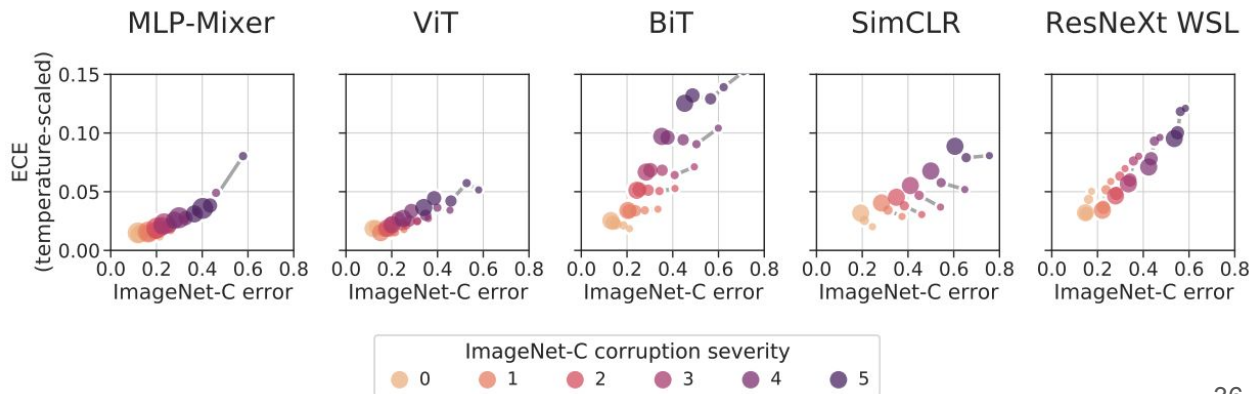 MLP-Mixer ViT BiT SimCLR ResNeXt WSL
ECE
(temperature-scaled)
0.15
0.10
0.05
0.00
0.0 0.2 0.4 0.6 0.8 0.0 0.2 0.4 0.6 0.8 0.0 0.2 0.4 0.6 0.8 0.0 0.2 0.4 0.6 0.8 0.0 0.2 0.4 0.6 0.8
ImageNet-C error ImageNet-C error ImageNet-C error ImageNet-C error ImageNet-C error
ImageNet-C corruption severity
0 1 2 3 4 5